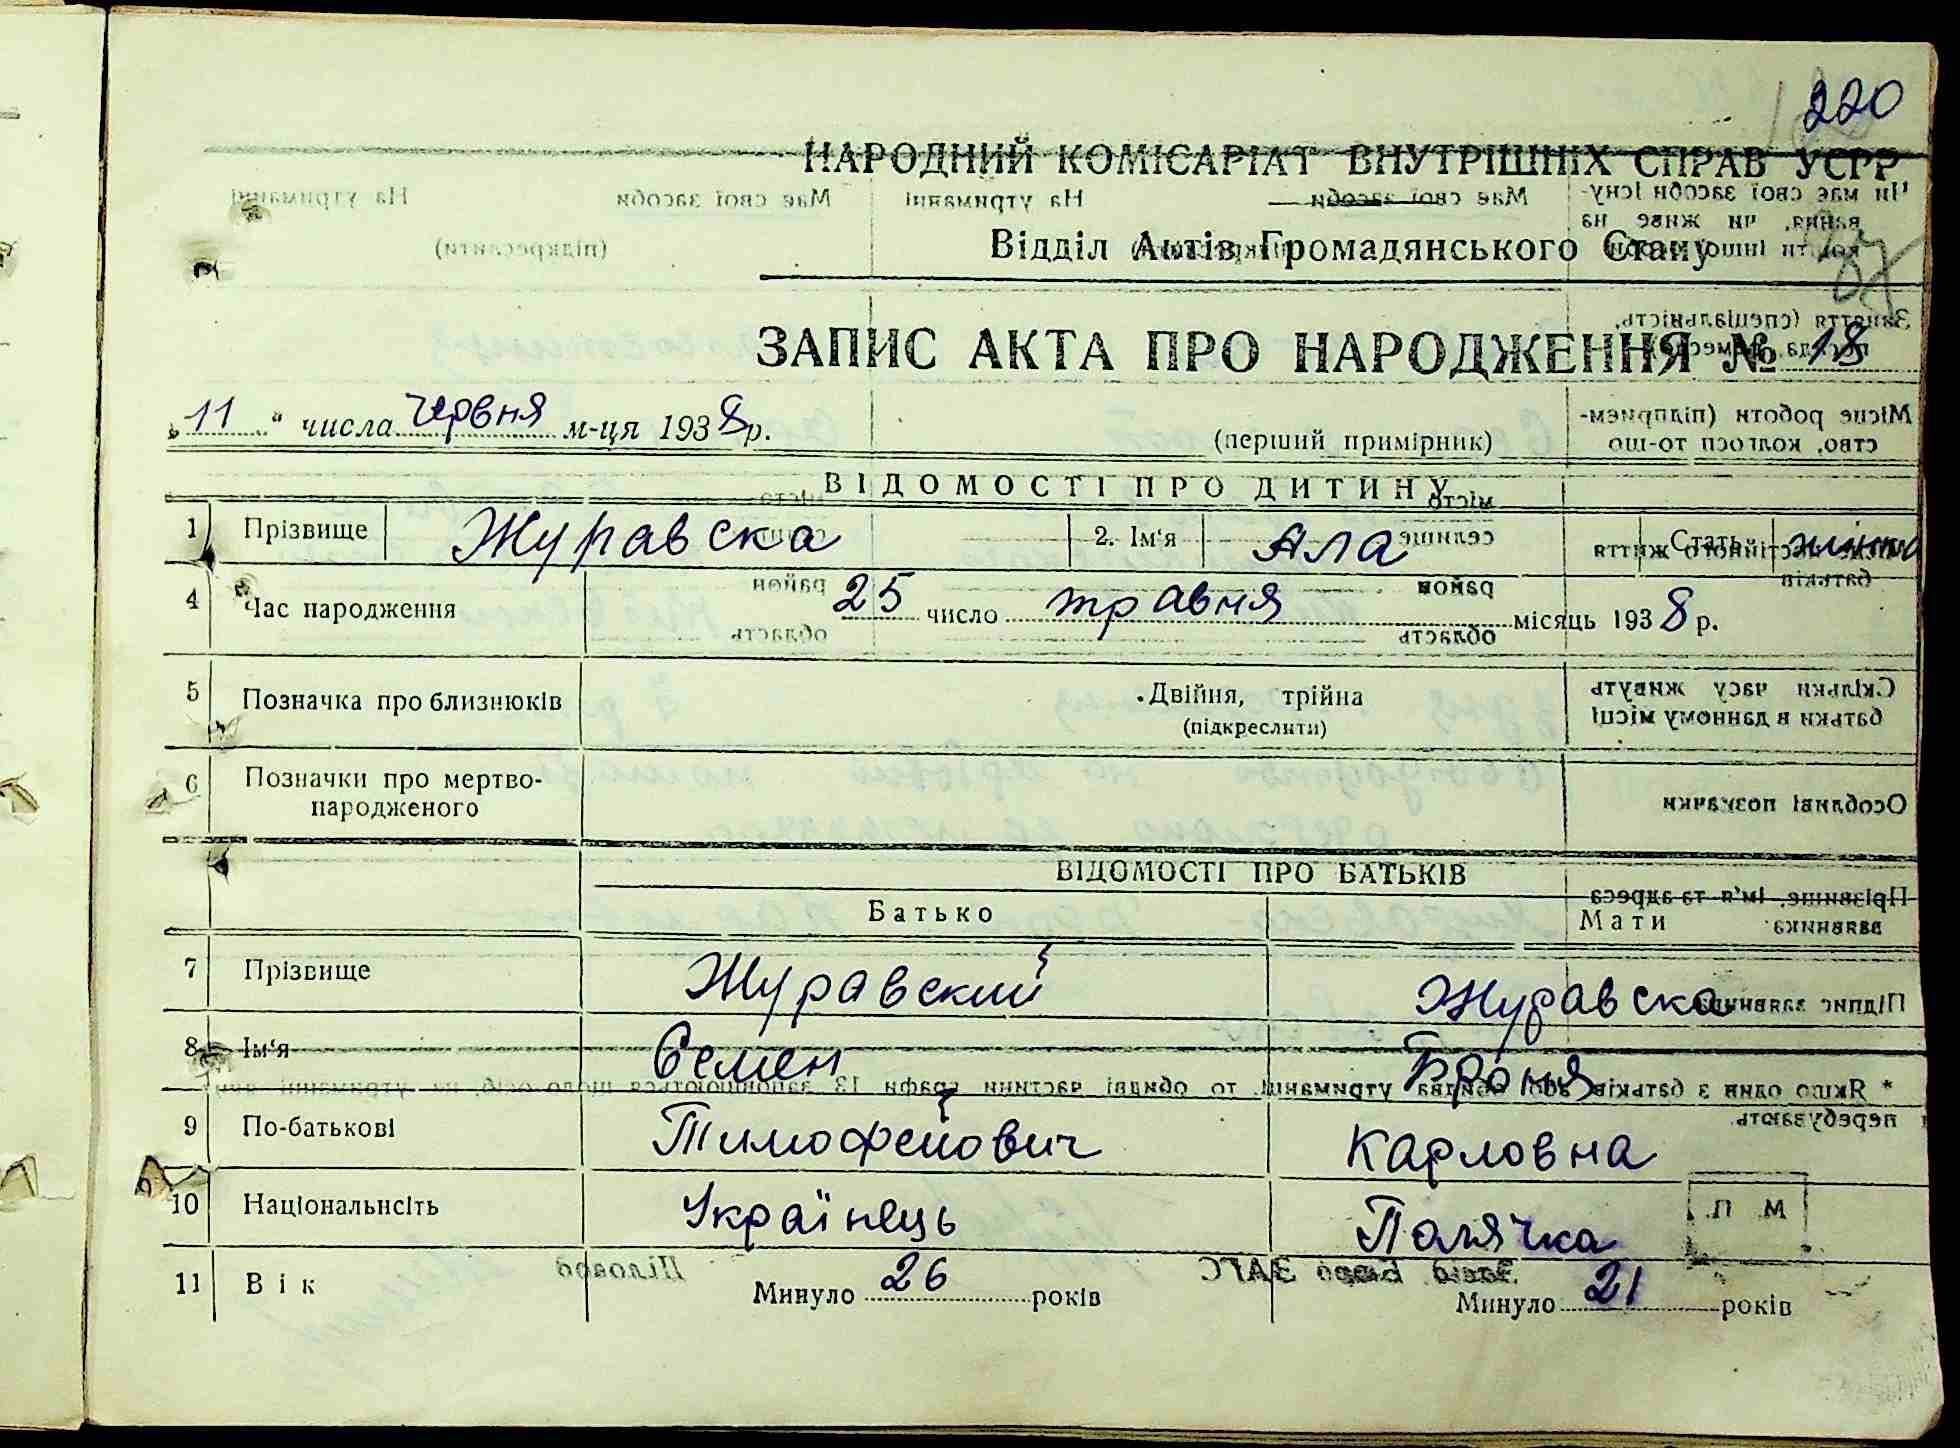 220
НАРОДНИЙ КОМІСАРІАТ ВНУТРІШНІХ СПРАВ УСРР
Відділ Актів Громадянського Стану
ЗАПИС АКТА ПРО НАРОДЖЕННЯ № 18
„11“ числа червня м-ця 1938 р.
(перший примірник)
ВІДОМОСТІ ПРО ДИТИНУ
1 Прізвище Журавска 2. Ім'я Ала Стать
4 Час народження 25 число травня місяць 1938 р.
5 Позначка про близнюків Двійня, трійна
(підкреслити)
6 Позначки про мертво-
народженого
ВІДОМОСТІ ПРО БАТЬКІВ
Батько Мати
7 Прізвище Журавский Журавска
8 Ім'я Семен Броня
9 По-батькові Тимофейович Карловна
10 Національнсіть Українець Полячка
11 Вік Минуло 26 років Минуло 21 років